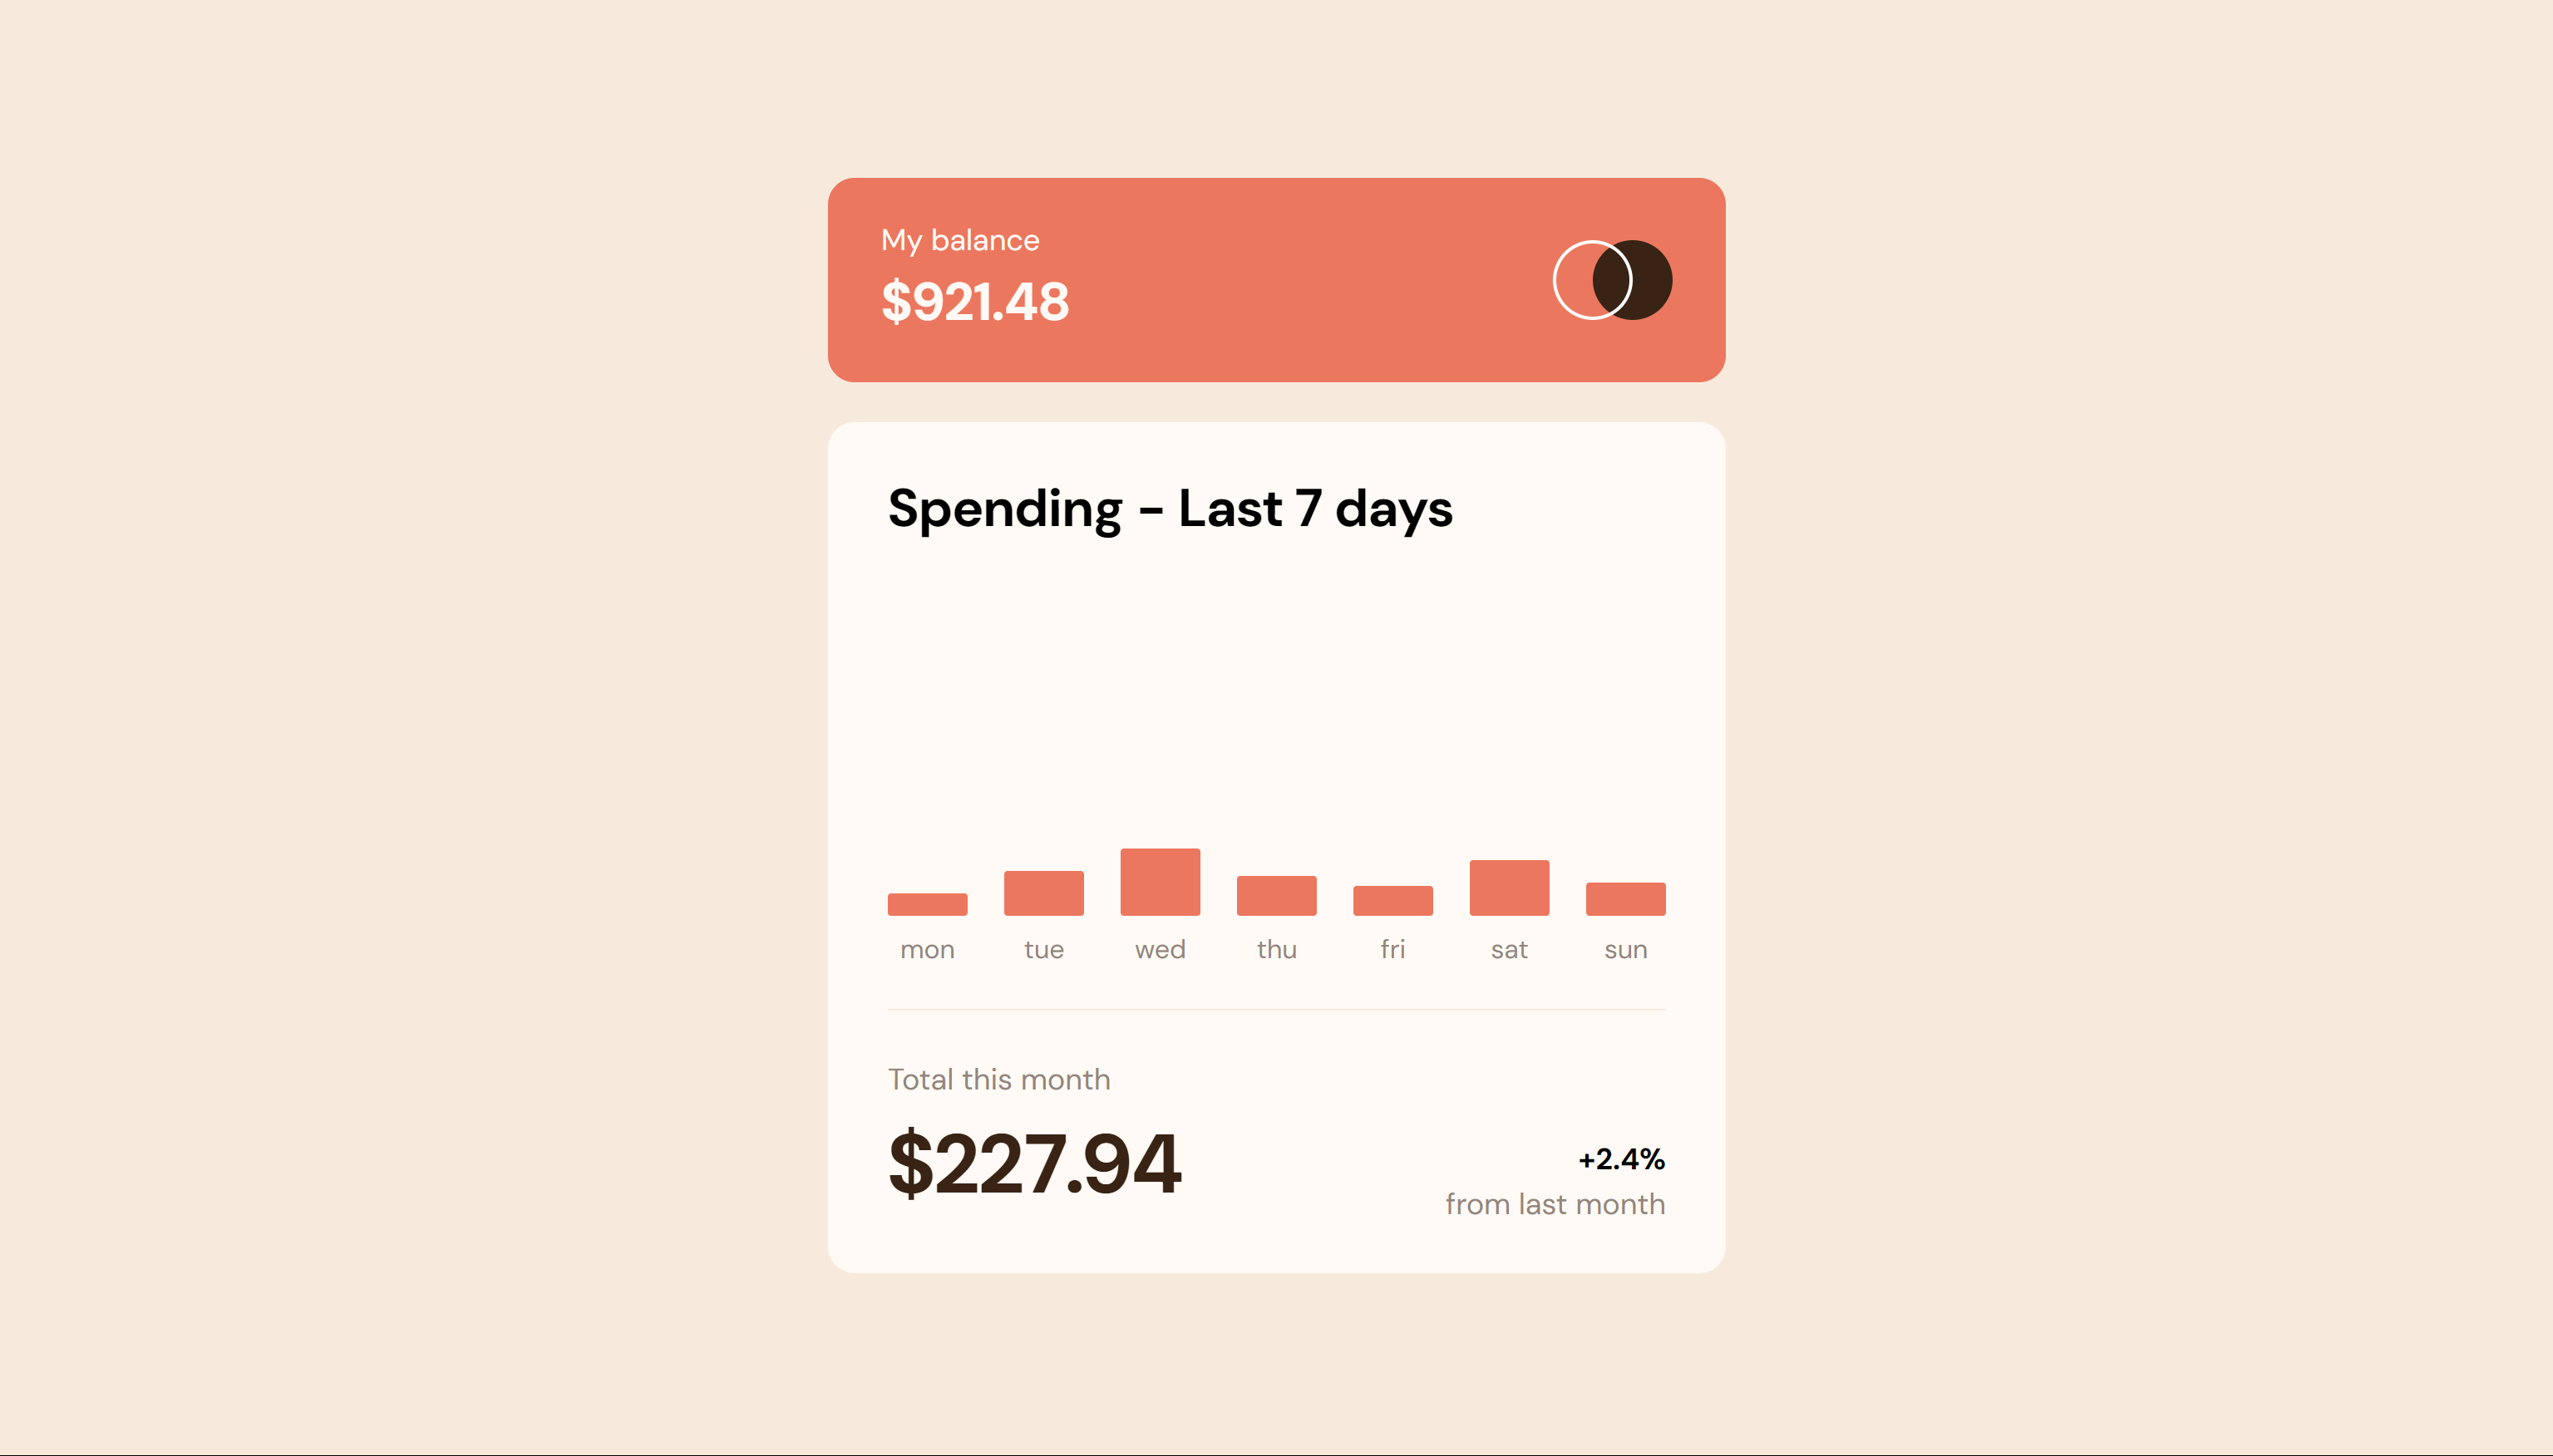 My balance
$921.48
Spending - Last 7 days
mon tue wed thu fri sat sun
Total this month
$227.94
+2.4%
from last month